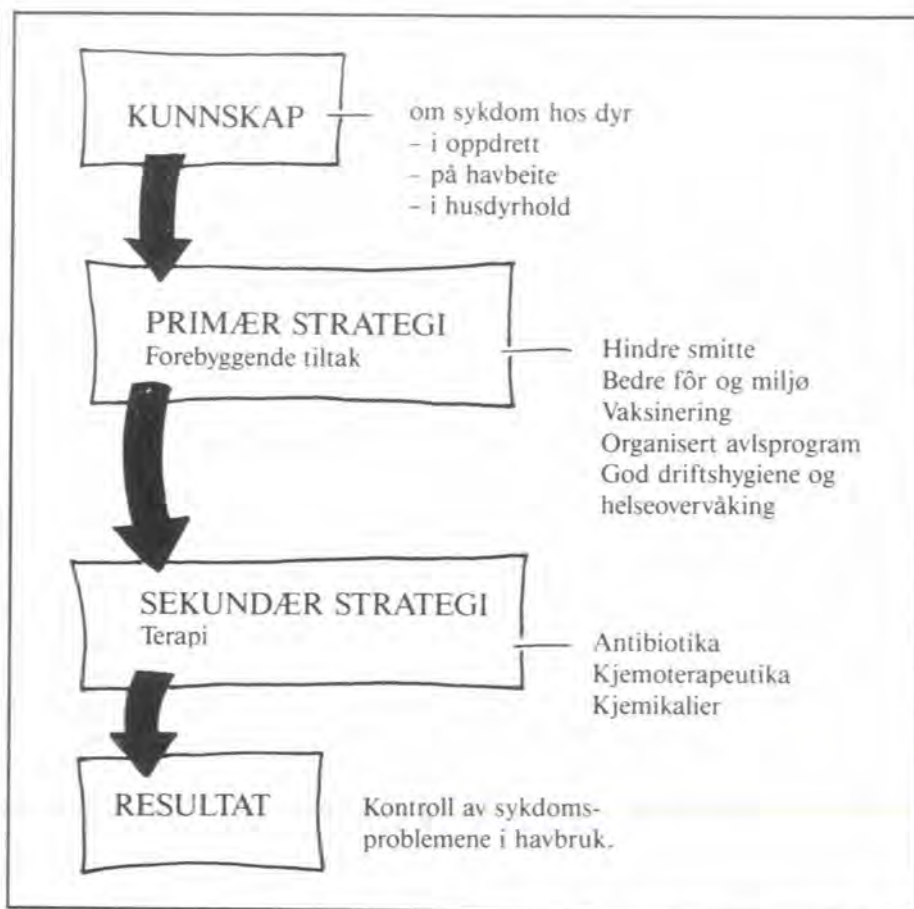 KUNNSKAP
om sykdom hos dyr
– i oppdrett
– på havbeite
– i husdyrhold
PRIMÆR STRATEGI
Forebyggende tiltak
Hindre smitte
Bedre fôr og miljø
Vaksinering
Organisert avlsprogram
God driftshygiene og
helseovervåking
SEKUNDÆR STRATEGI
Terapi
Antibiotika
Kjemoterapeutika
Kjemikalier
RESULTAT
Kontroll av sykdoms-
problemene i havbruk.